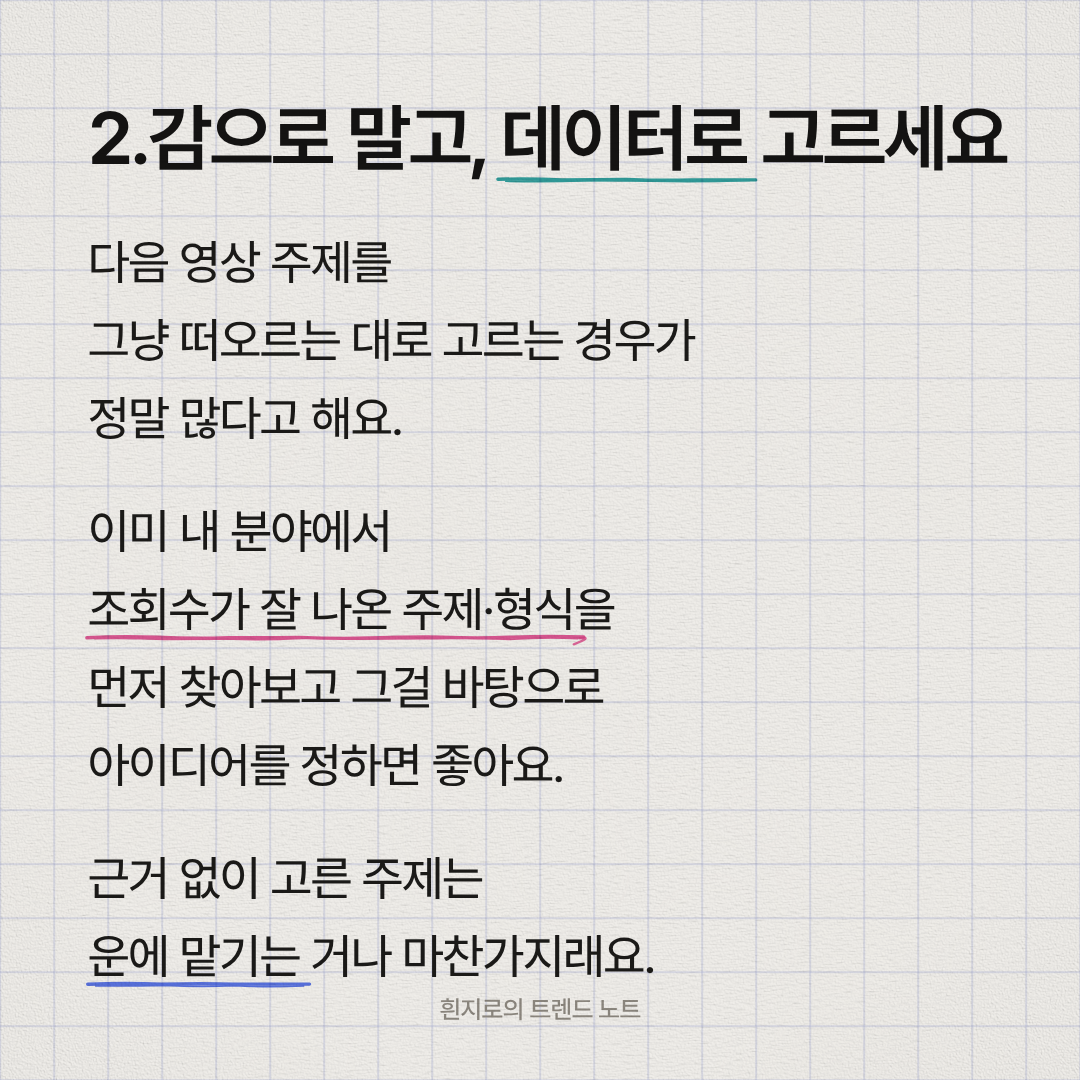 2.감으로 말고, 데이터로 고르세요
다음 영상 주제를
그냥 떠오르는 대로 고르는 경우가
정말 많다고 해요.
이미 내 분야에서
조회수가 잘 나온 주제·형식을
먼저 찾아보고 그걸 바탕으로
아이디어를 정하면 좋아요.
근거 없이 고른 주제는
운에 맡기는 거나 마찬가지래요.
흰지로의 트렌드 노트